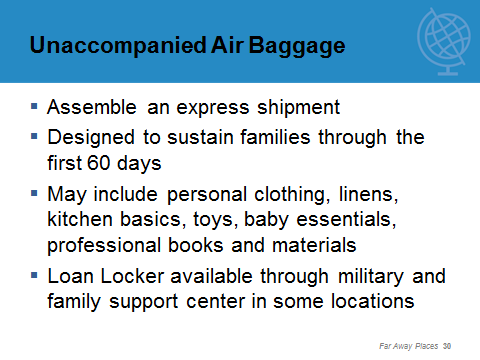 Unaccompanied Air Baggage
▪ Assemble an express shipment
▪ Designed to sustain families through the
first 60 days
▪ May include personal clothing, linens,
kitchen basics, toys, baby essentials,
professional books and materials
▪ Loan Locker available through military and
family support center in some locations
Far Away Places 30